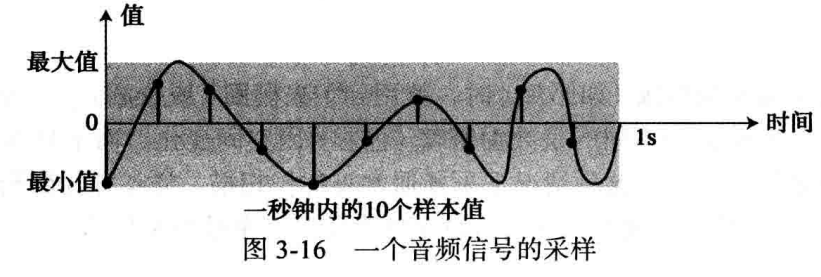 值
最大值
0
时间
1s
最小值
一秒钟内的10个样本值
图 3-16 一个音频信号的采样